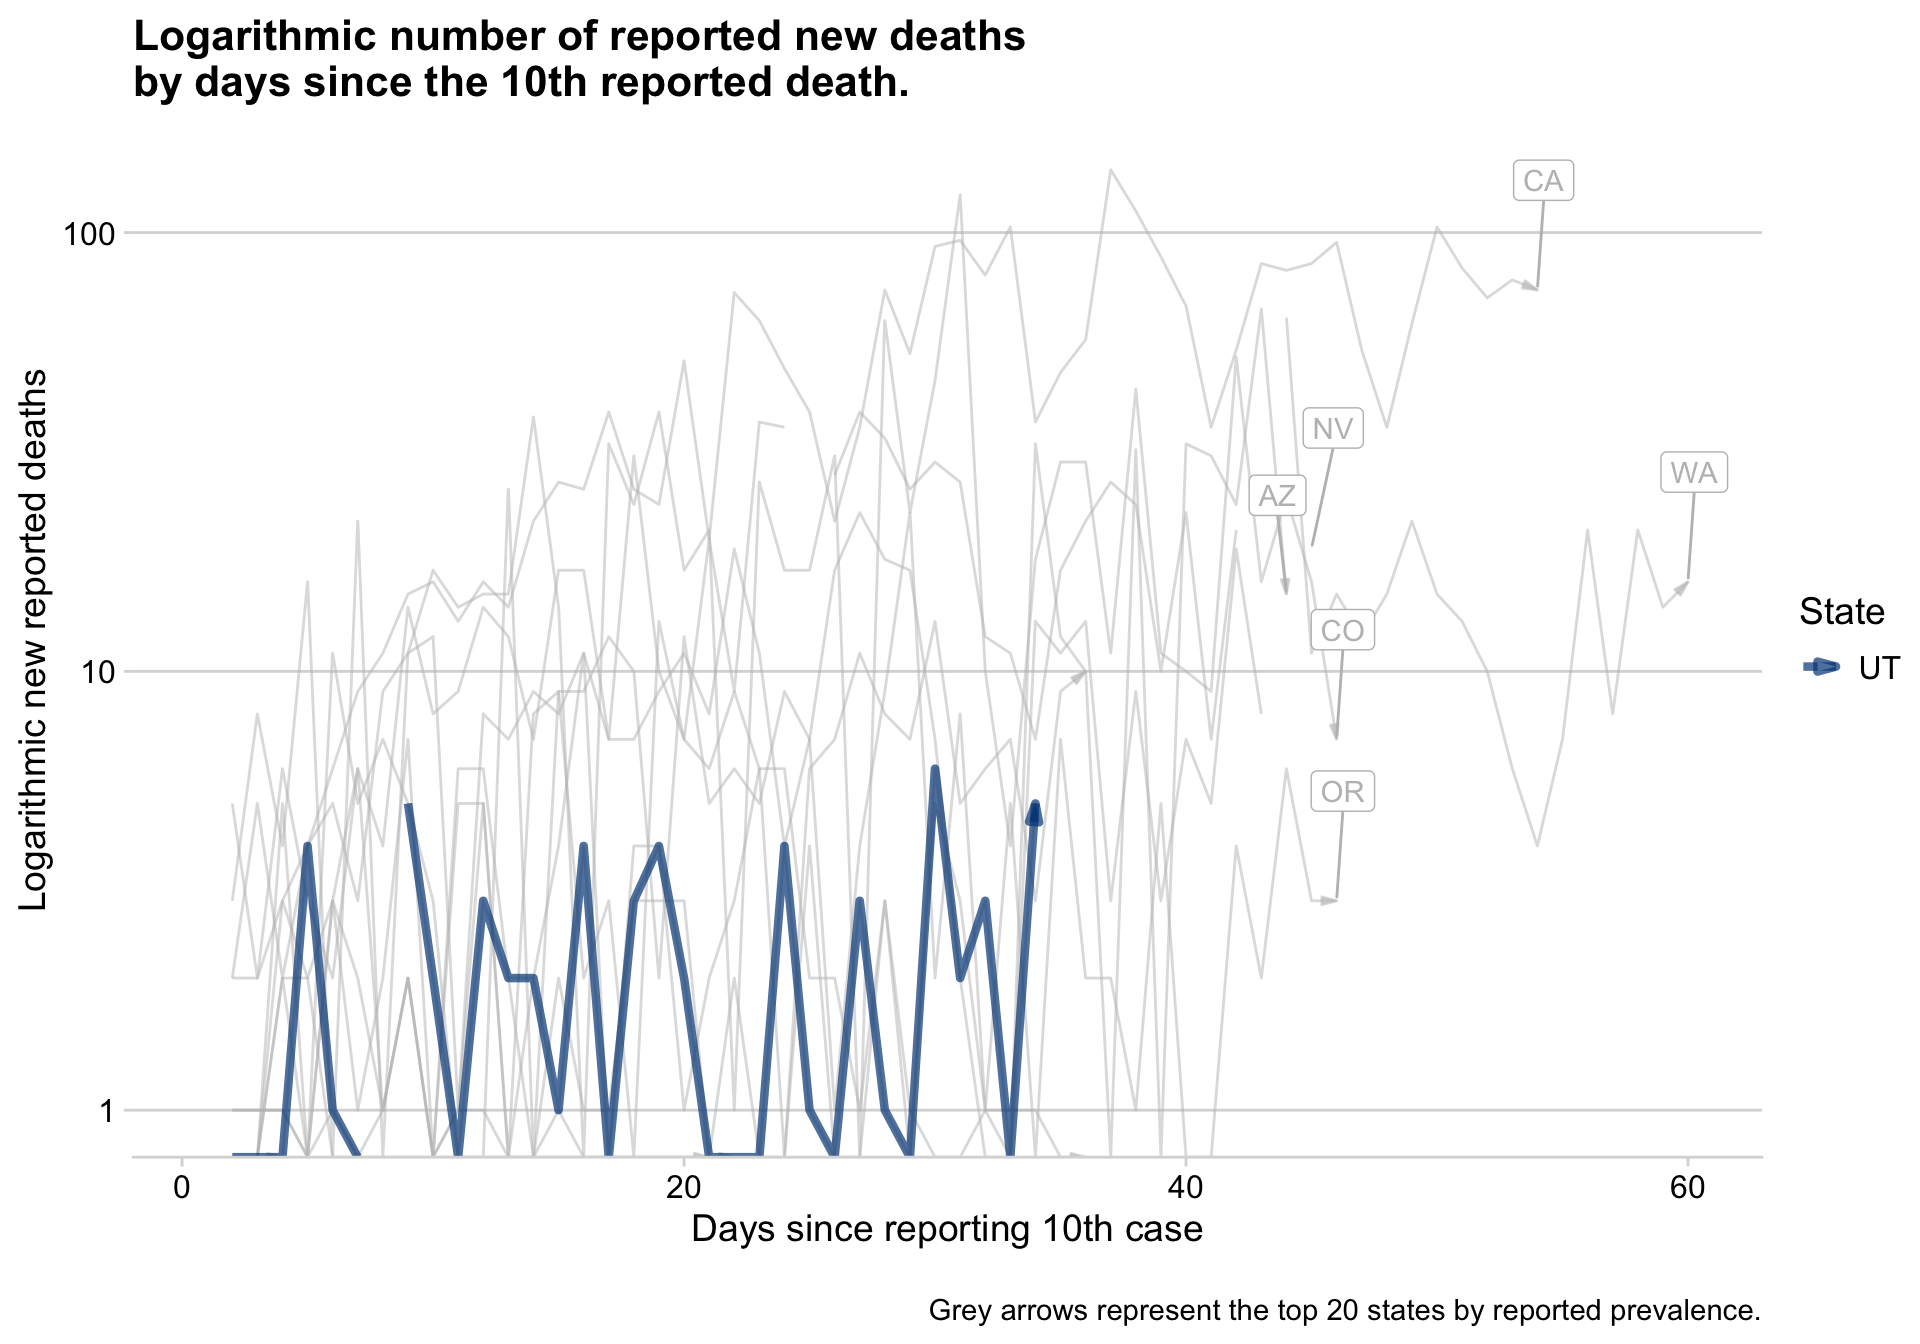 Logarithmic number of reported new deaths
by days since the 10th reported death.
Logarithmic new reported deaths
100
10
1
CA
NV
AZ
WA
CO
OR
State
UT
0
20
40
60
Days since reporting 10th case
Grey arrows represent the top 20 states by reported prevalence.